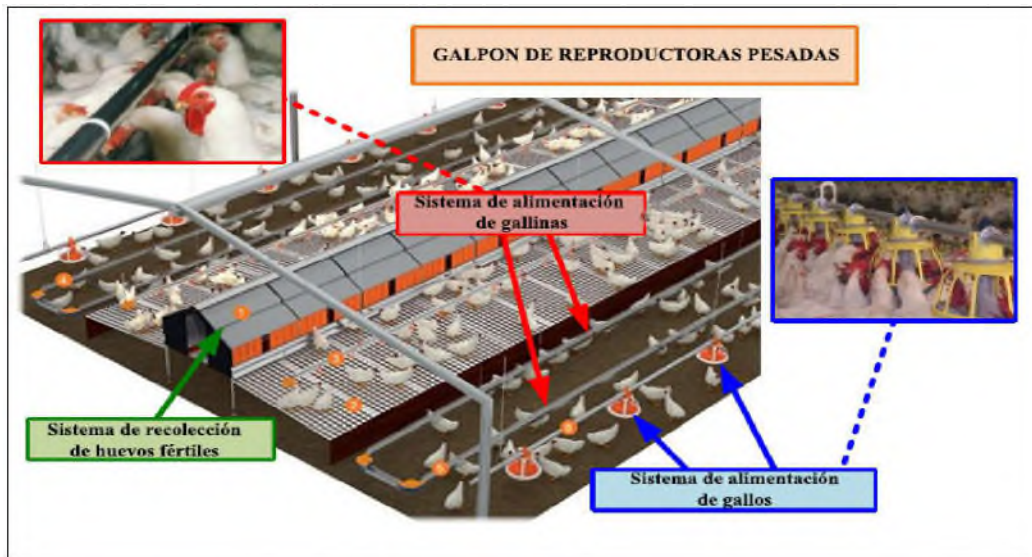 GALPON DE REPRODUCTORAS PESADAS
Sistema de alimentación
de gallinas
Sistema de recolección
de huevos fértiles
Sistema de alimentación
de gallos